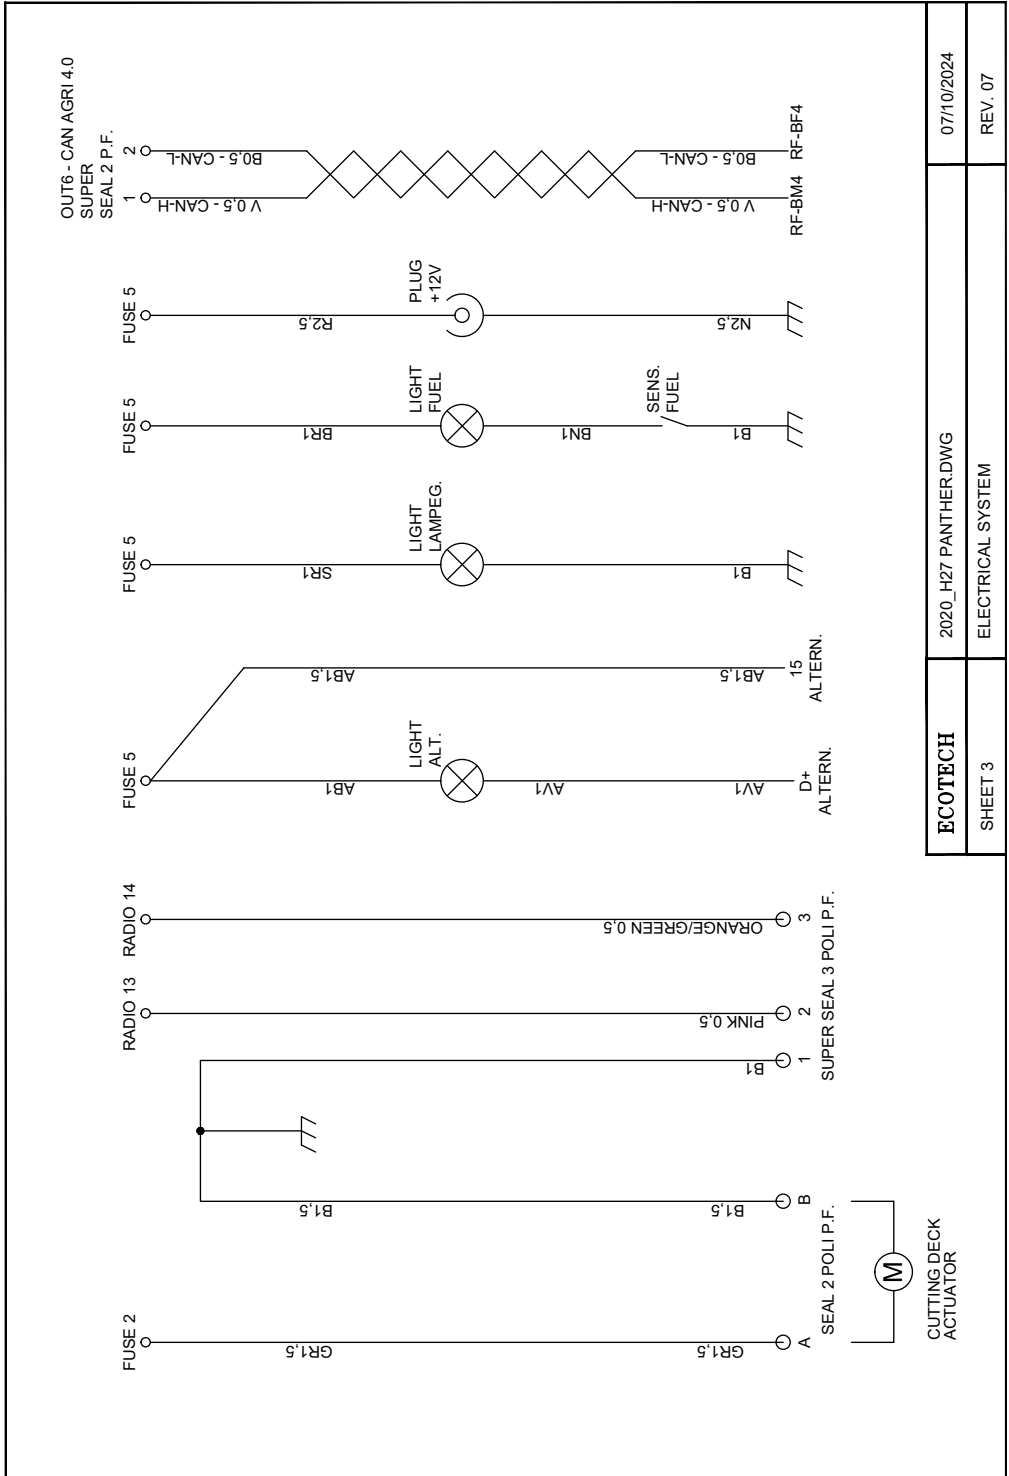 FUSE 2
GR1,5
GR1,5
A
B1,5
B1,5
B
SEAL 2 POLI P.F.
M
CUTTING DECK
ACTUATOR
B1
1
RADIO 13
PINK 0,5
2
RADIO 14
ORANGE/GREEN 0,5
3
SUPER SEAL 3 POLI P.F.
FUSE 5
AB1
LIGHT
ALT.
AV1
AV1
D+
ALTERN.
AB1,5
AB1,5
15
ALTERN.
FUSE 5
SR1
LIGHT
LAMPEG.
B1
FUSE 5
BR1
LIGHT
FUEL
BN1
SENS.
FUEL
B1
FUSE 5
R2,5
PLUG
+12V
N2,5
OUT6 - CAN AGRI 4.0
SUPER
SEAL 2 P.F.
1
2
V 0,5 - CAN-H
B0,5 - CAN-L
V 0,5 - CAN-H
B0,5 - CAN-L
RF-BM4
RF-BF4
ECOTECH
2020_H27 PANTHER.DWG
07/10/2024
SHEET 3
ELECTRICAL SYSTEM
REV. 07